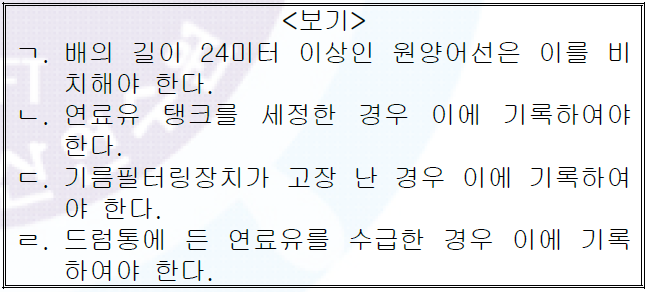 <보기>
ㄱ. 배의 길이 24미터 이상인 원양어선은 이를 비
치해야 한다.
ㄴ. 연료유 탱크를 세정한 경우 이에 기록하여야
한다.
ㄷ. 기름필터링장치가 고장 난 경우 이에 기록하여
야 한다.
ㄹ. 드럼통에 든 연료유를 수급한 경우 이에 기록
하여야 한다.